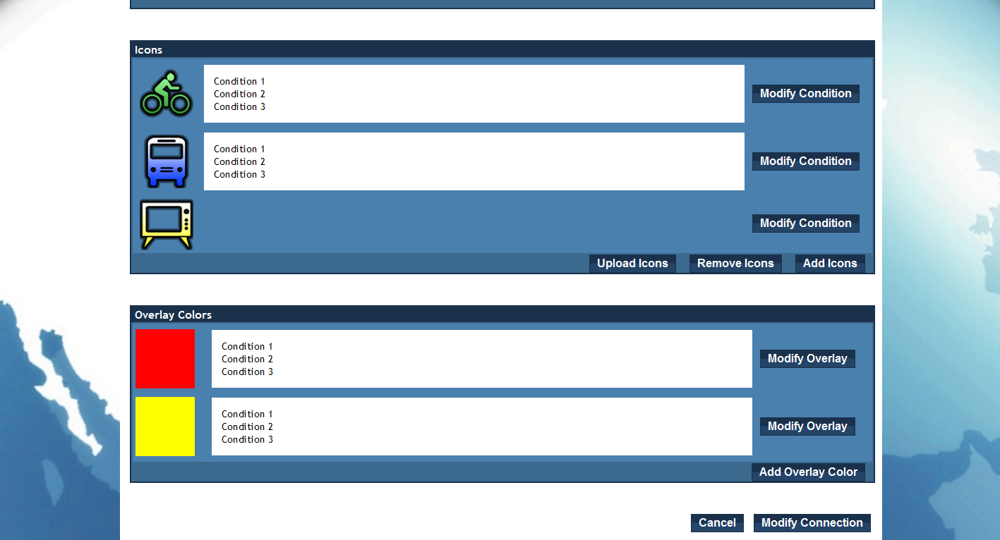 Icons
Condition 1
Condition 2
Condition 3
Modify Condition
Condition 1
Condition 2
Condition 3
Modify Condition
Modify Condition
Upload Icons Remove Icons Add Icons
Overlay Colors
Condition 1
Condition 2
Condition 3
Modify Overlay
Condition 1
Condition 2
Condition 3
Modify Overlay
Add Overlay Color
Cancel Modify Connection